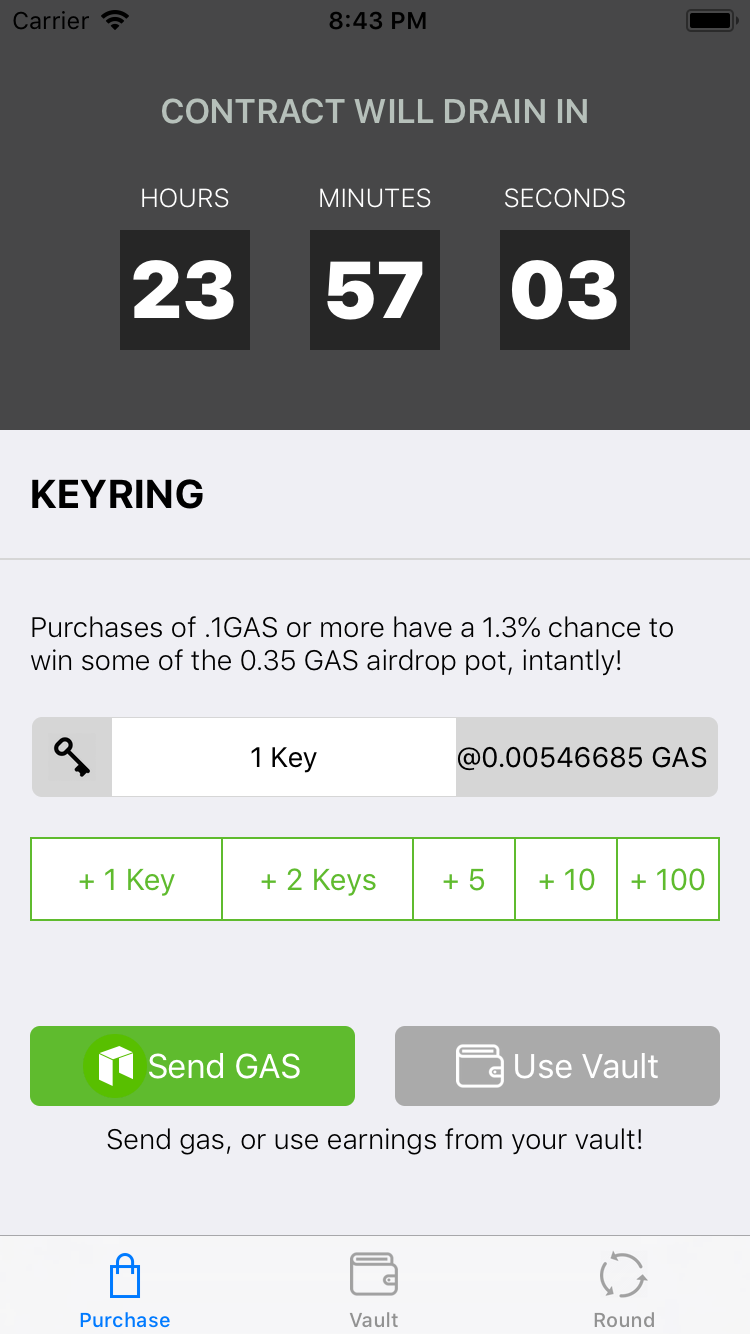 Carrier 8:43 PM
CONTRACT WILL DRAIN IN
HOURS MINUTES SECONDS
23 57 03
KEYRING
Purchases of .1GAS or more have a 1.3% chance to
win some of the 0.35 GAS airdrop pot, intantly!
1 Key @0.00546685 GAS
+ 1 Key + 2 Keys + 5 + 10 + 100
Send GAS Use Vault
Send gas, or use earnings from your vault!
Purchase Vault Round